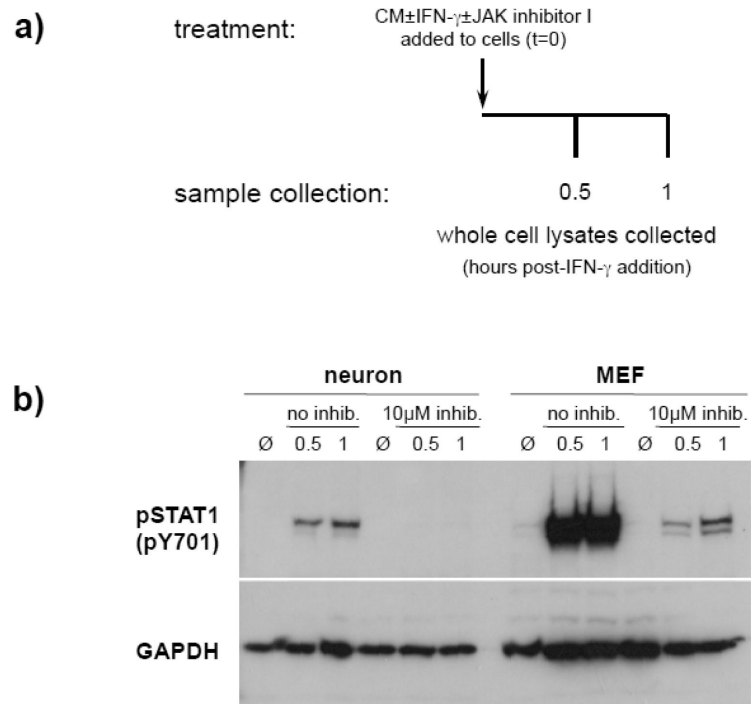 a)
treatment:
CM±IFN-γ±JAK inhibitor I
added to cells (t=0)
sample collection:
0.5 1
whole cell lysates collected
(hours post-IFN-γ addition)
b)
neuron MEF
no inhib. 10µM inhib. no inhib. 10µM inhib.
Ø 0.5 1 Ø 0.5 1 Ø 0.5 1 Ø 0.5 1
pSTAT1
(pY701)
GAPDH